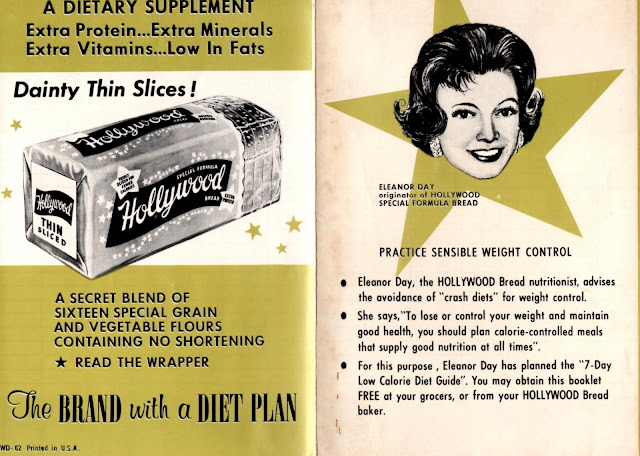 A DIETARY SUPPLEMENT
Extra Protein...Extra Minerals
Extra Vitamins...Low In Fats
Dainty Thin Slices!
Hollywood
BREAD
SPECIAL FORMULA
Hollywood
BREAD
Hollywood
THIN
SLICED
A SECRET BLEND OF
SIXTEEN SPECIAL GRAIN
AND VEGETABLE FLOURS
CONTAINING NO SHORTENING
★ READ THE WRAPPER
The BRAND with a DIET PLAN
WD-62 Printed in U.S.A.
ELEANOR DAY
originator of HOLLYWOOD
SPECIAL FORMULA BREAD
PRACTICE SENSIBLE WEIGHT CONTROL
● Eleanor Day, the HOLLYWOOD Bread nutritionist, advises
the avoidance of "crash diets" for weight control.
● She says,"To lose or control your weight and maintain
good health, you should plan calorie-controlled meals
that supply good nutrition at all times".
● For this purpose , Eleanor Day has planned the "7-Day
Low Calorie Diet Guide". You may obtain this booklet
FREE at your grocers, or from your HOLLYWOOD Bread
baker.